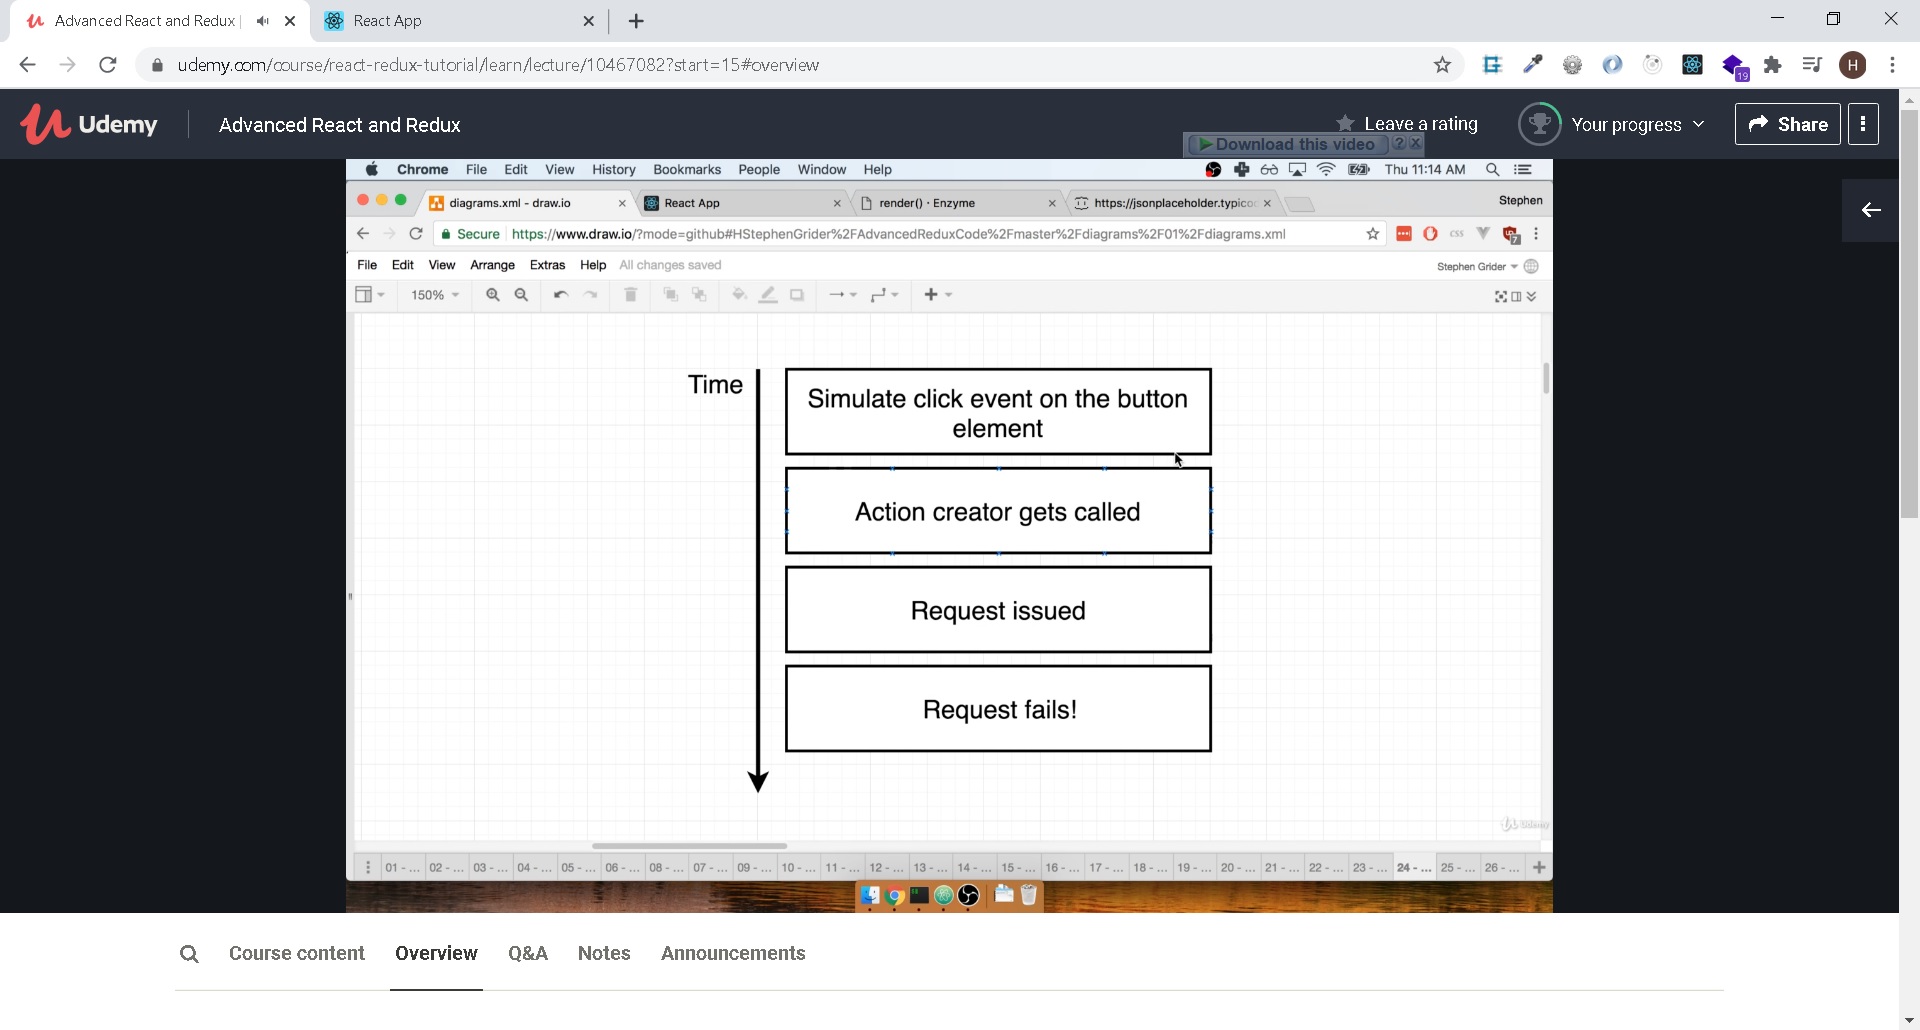 Advanced React and Redux
React App
udemy.com/course/react-redux-tutorial/learn/lecture/10467082?start=15#overview
19
H
Udemy
Advanced React and Redux
Leave a rating
Your progress
Share
Download this video
Chrome File Edit View History Bookmarks People Window Help
Thu 11:14 AM
diagrams.xml - draw.io
React App
render() · Enzyme
https://jsonplaceholder.typicoc
Stephen
Secure https://www.draw.io/?mode=github#HStephenGrider%2FAdvancedReduxCode%2Fmaster%2Fdiagrams%2F01%2Fdiagrams.xml
css
7
File Edit View Arrange Extras Help All changes saved
Stephen Grider
150%
Time
Simulate click event on the button
element
Action creator gets called
Request issued
Request fails!
Udemy
01 - ... 02 - ... 03 - ... 04 - ... 05 - ... 06 - ... 08 - ... 07 - ... 09 - ... 10 - ... 11 - ... 12 - ... 13 - ... 14 - ... 15 - ... 16 - ... 17 - ... 18 - ... 19 - ... 20 - ... 21 - ... 22 - ... 23 - ... 24 - ... 25 - ... 26 - ...
Course content Overview Q&A Notes Announcements